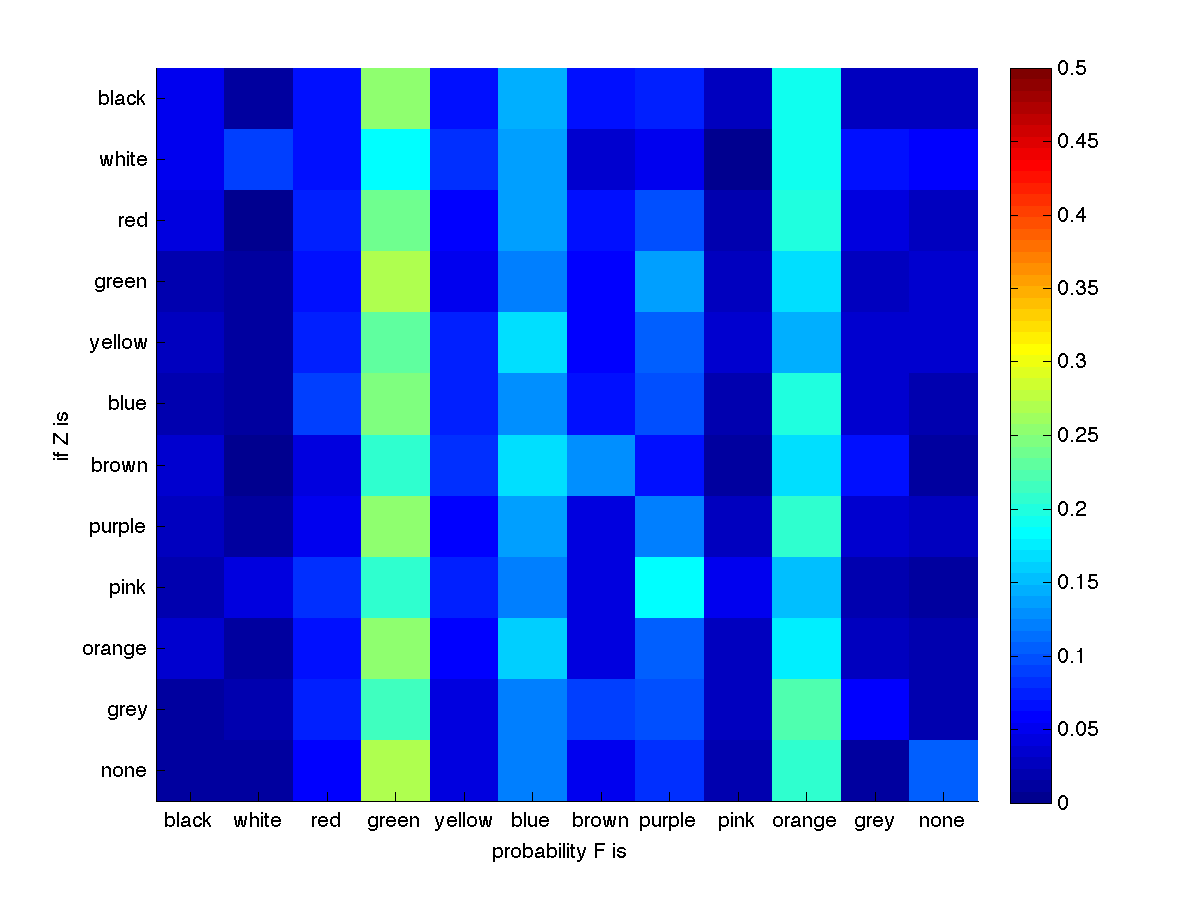 black
white
red
green
yellow
blue
brown
purple
pink
orange
grey
none
if Z is
black white red green yellow blue brown purple pink orange grey none
probability F is
0.5
0.45
0.4
0.35
0.3
0.25
0.2
0.15
0.1
0.05
0